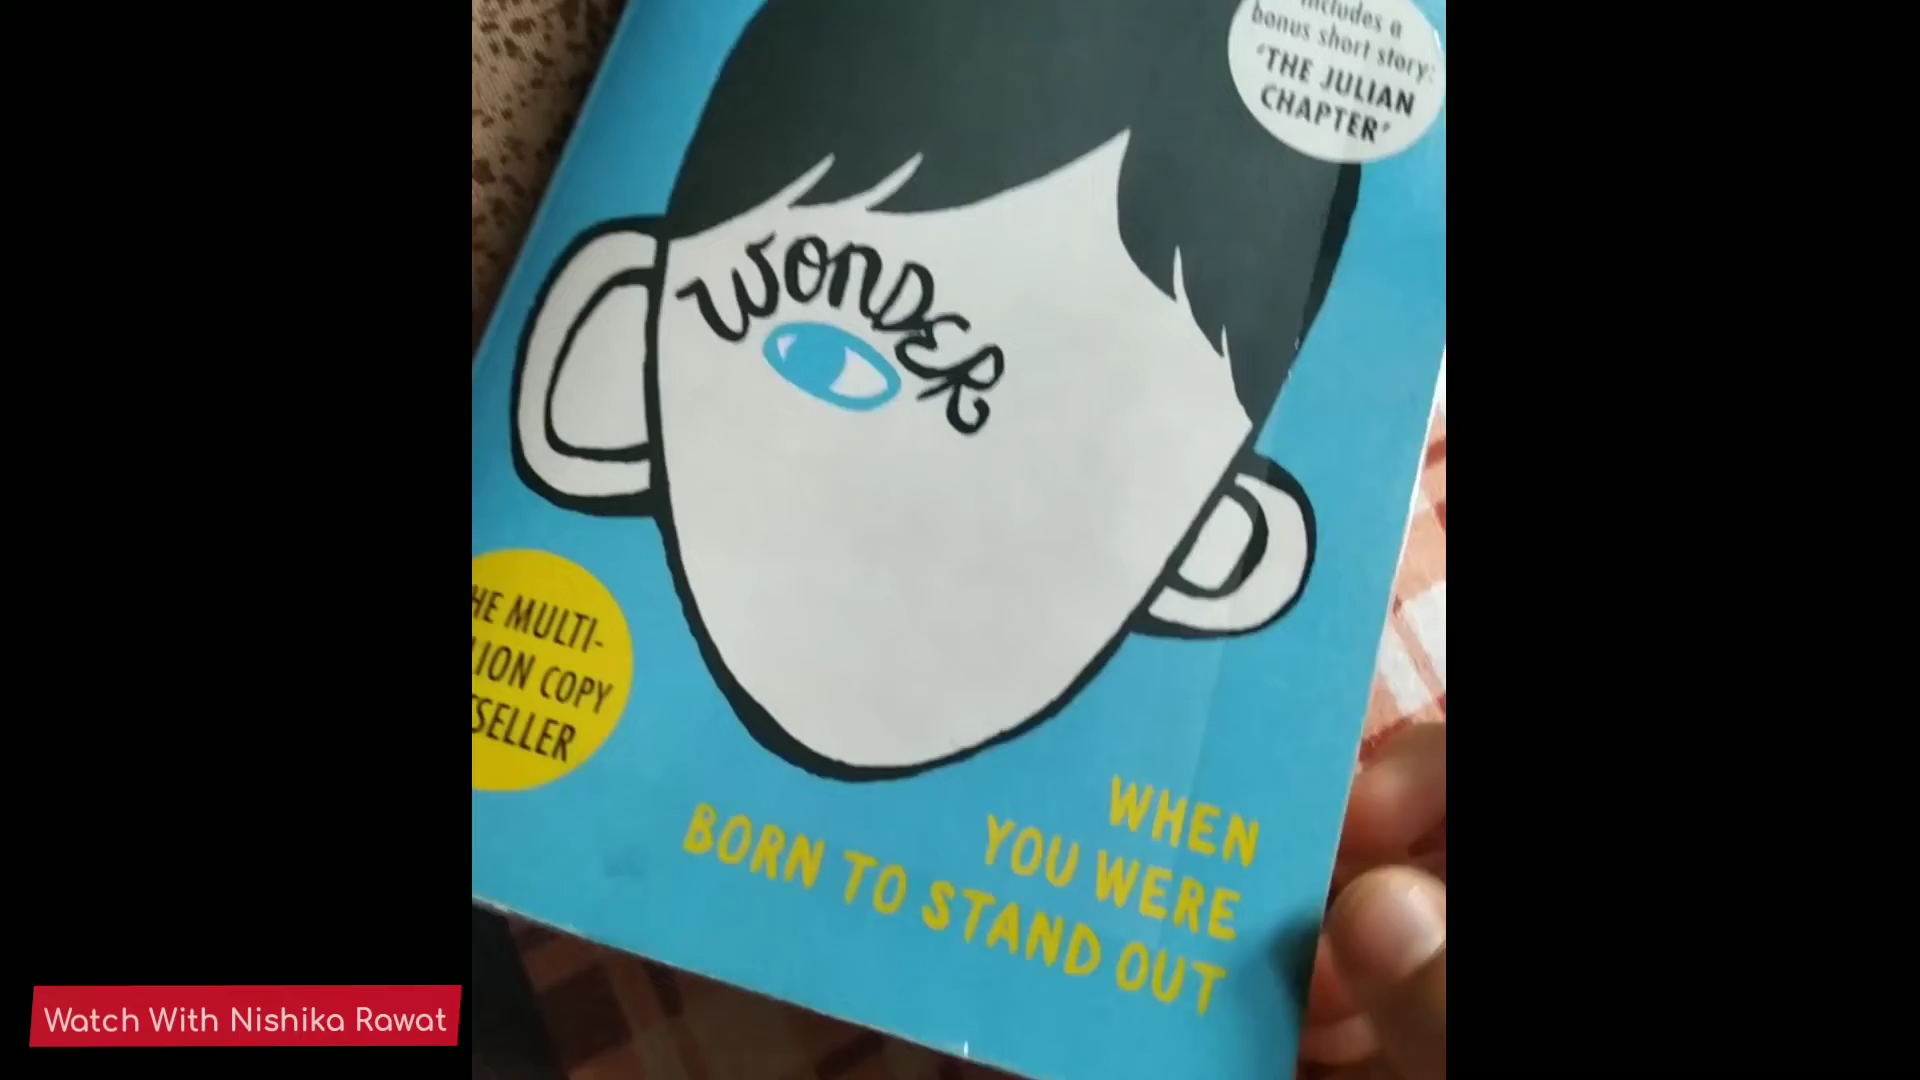 includes a
bonus short story:
"THE JULIAN
CHAPTER"
WONDER
HE MULTI-
LION COPY
SELLER
WHEN
YOU WERE
BORN TO STAND OUT
Watch With Nishika Rawat